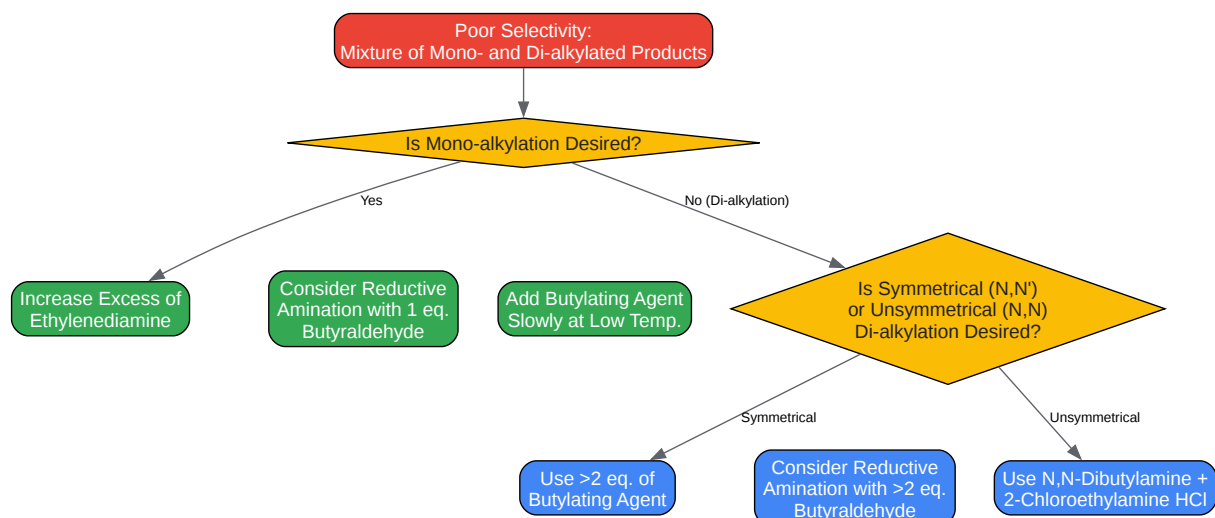 Poor Selectivity:
Mixture of Mono- and Di-alkylated Products
Is Mono-alkylation Desired?
Yes
No (Di-alkylation)
Increase Excess of
Ethylenediamine
Consider Reductive
Amination with 1 eq.
Butyraldehyde
Add Butylating Agent
Slowly at Low Temp.
Is Symmetrical (N,N')
or Unsymmetrical (N,N)
Di-alkylation Desired?
Symmetrical
Unsymmetrical
Use >2 eq. of
Butylating Agent
Consider Reductive
Amination with >2 eq.
Butyraldehyde
Use N,N-Dibutylamine +
2-Chloroethylamine HCl